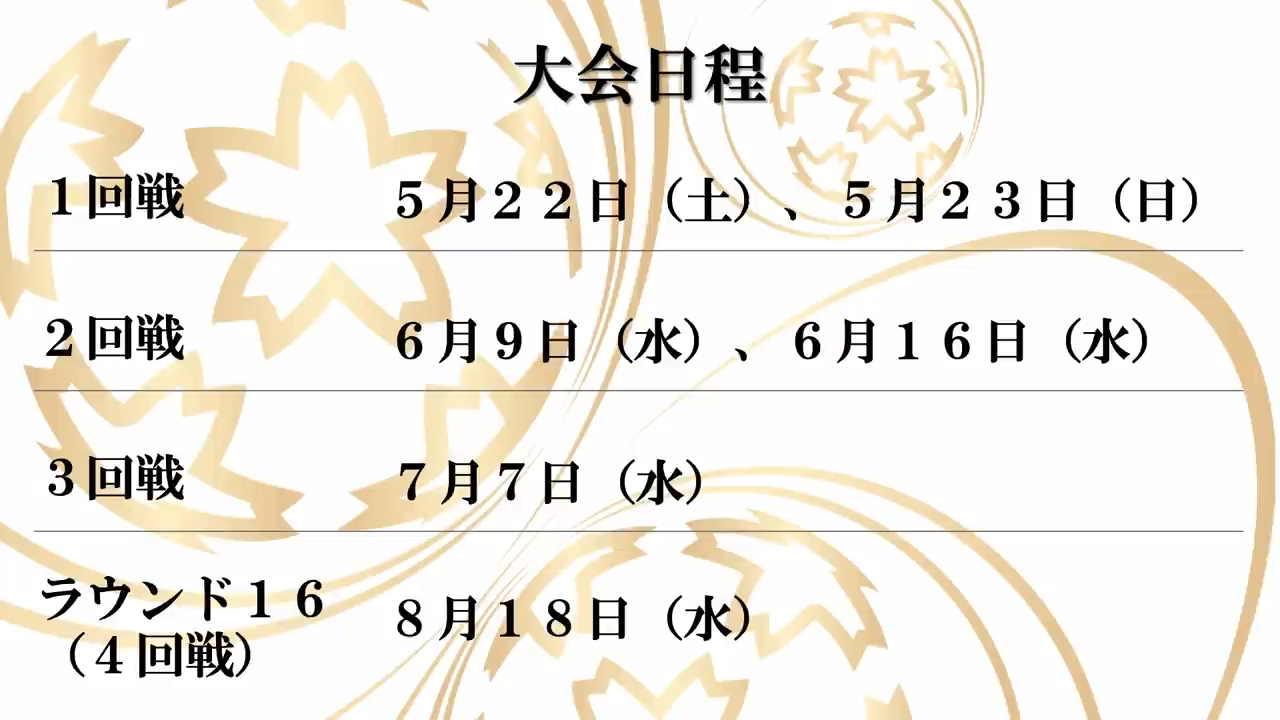 大会日程
１回戦
５月２２日（土）、５月２３日（日）
２回戦
６月９日（水）、６月１６日（水）
３回戦
７月７日（水）
ラウンド１６
（４回戦）
８月１８日（水）